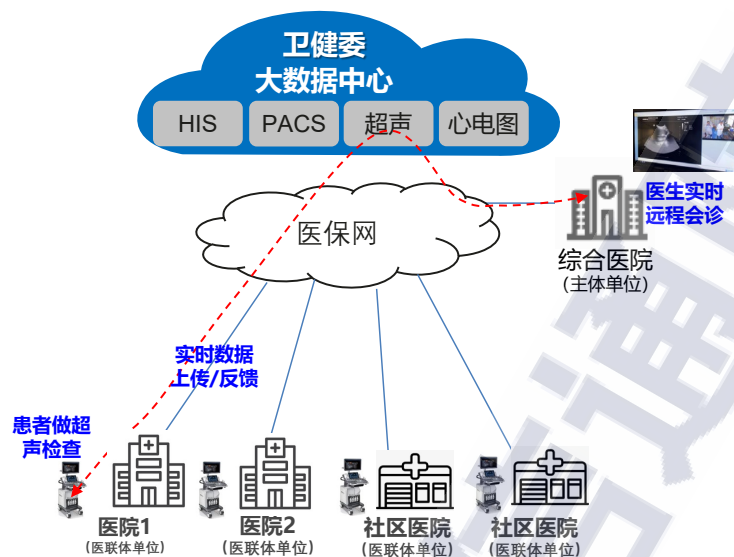 卫健委
大数据中心
HIS
PACS
超声
心电图
医生实时
远程会诊
医保网
综合医院
(主体单位)
实时数据
上传/反馈
患者做超
声检查
医院1
(医联体单位)
医院2
(医联体单位)
社区医院
(医联体单位)
社区医院
(医联体单位)